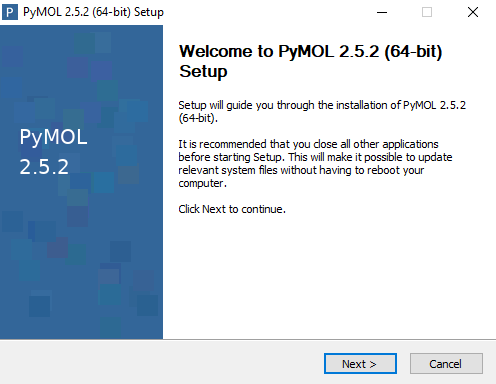 P PyMOL 2.5.2 (64-bit) Setup
Welcome to PyMOL 2.5.2 (64-bit)
Setup
PyMOL
2.5.2
Setup will guide you through the installation of PyMOL 2.5.2
(64-bit).
It is recommended that you close all other applications
before starting Setup. This will make it possible to update
relevant system files without having to reboot your
computer.
Click Next to continue.
Next >
Cancel